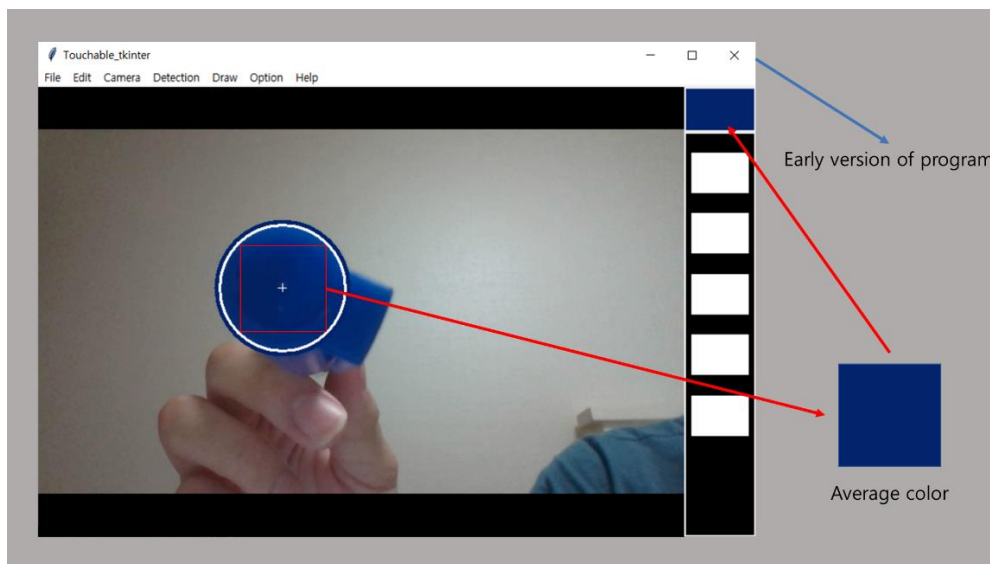 Touchable_tkinter
File Edit Camera Detection Draw Option Help
Early version of program
Average color